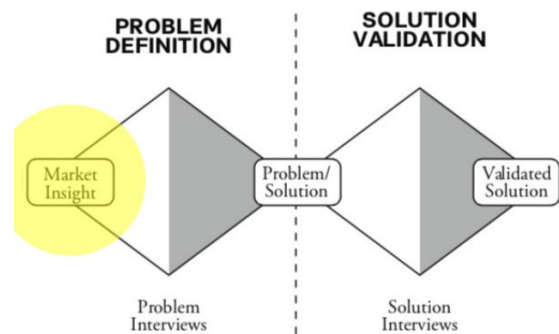 PROBLEM
DEFINITION
SOLUTION
VALIDATION
Market
Insight
Problem/
Solution
Validated
Solution
Problem
Interviews
Solution
Interviews